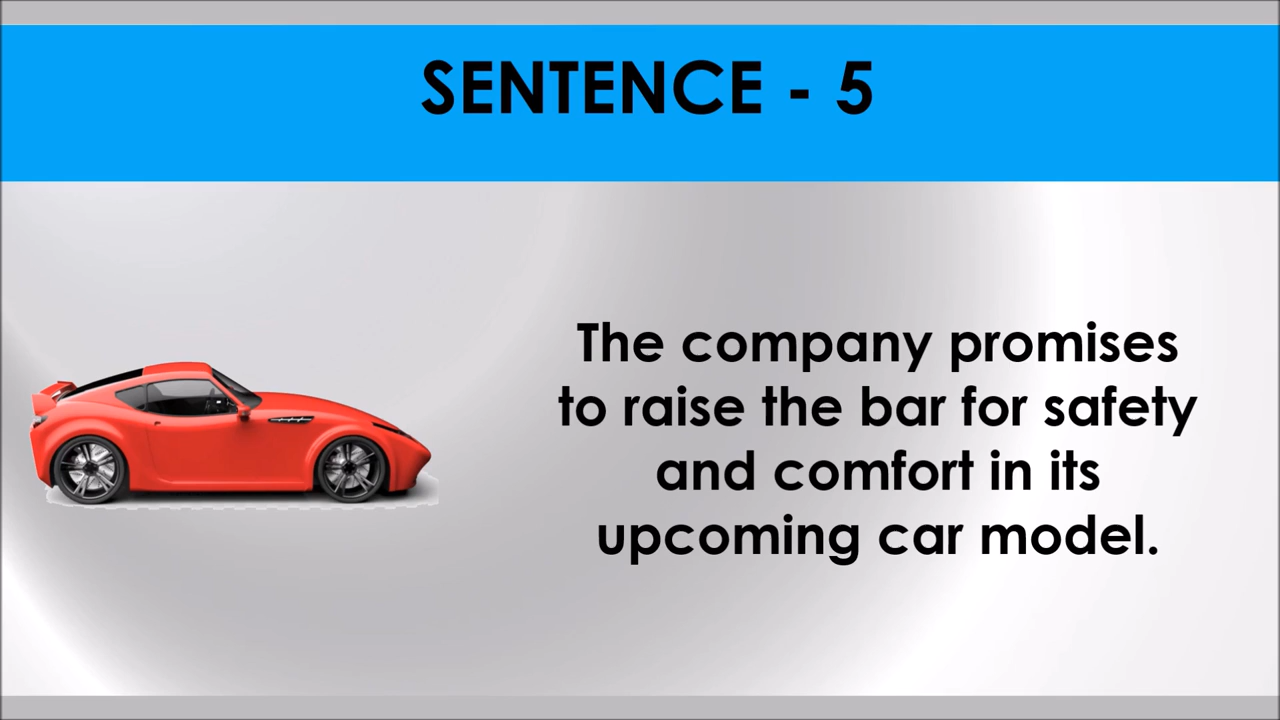 SENTENCE - 5
The company promises
to raise the bar for safety
and comfort in its
upcoming car model.